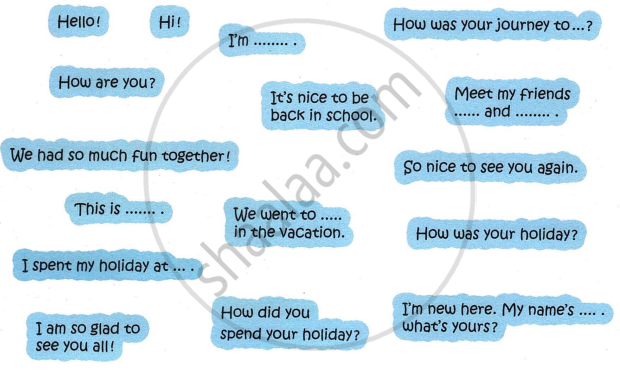 Hello!
Hi!
I'm ........ .
How was your journey to...?
How are you?
It's nice to be
back in school.
Meet my friends
...... and ........ .
We had so much fun together!
So nice to see you again.
This is ....... .
We went to .....
in the vacation.
How was your holiday?
I spent my holiday at ... .
I am so glad to
see you all!
How did you
spend your holiday?
I'm new here. My name's .... .
what's yours?
shaalaa.com